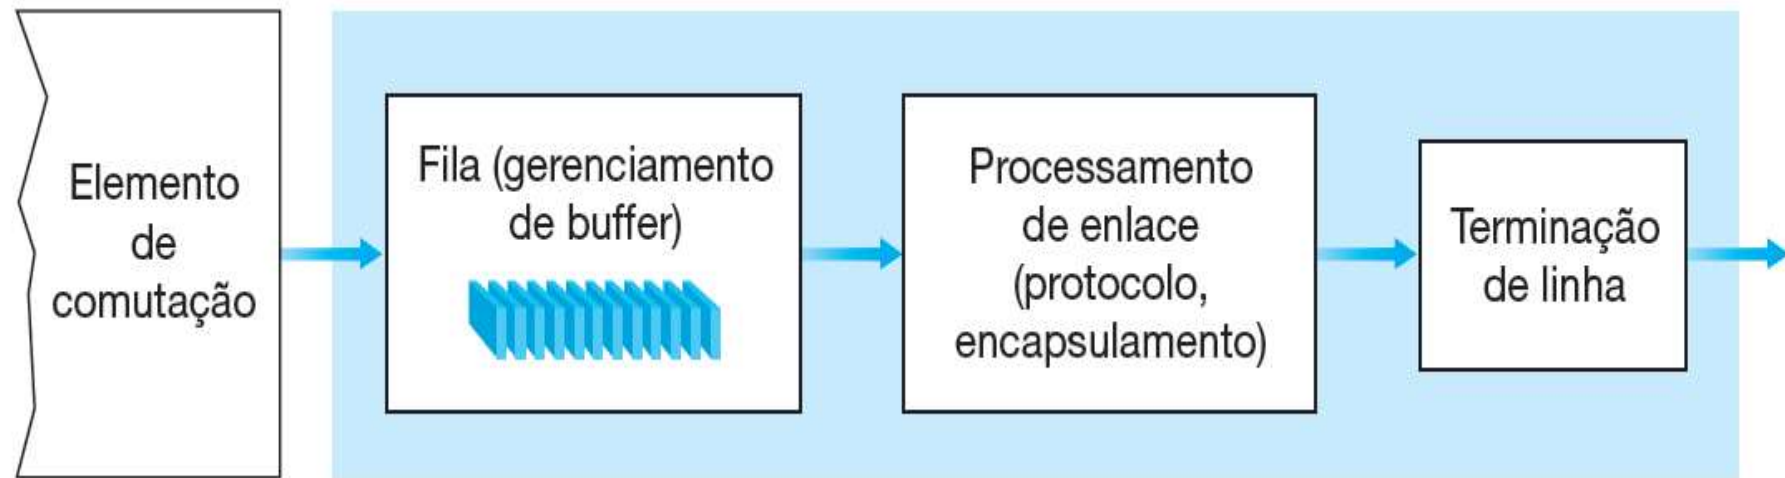 Elemento
de
comutação
Fila (gerenciamento
de buffer)
Processamento
de enlace
(protocolo,
encapsulamento)
Terminação
de linha